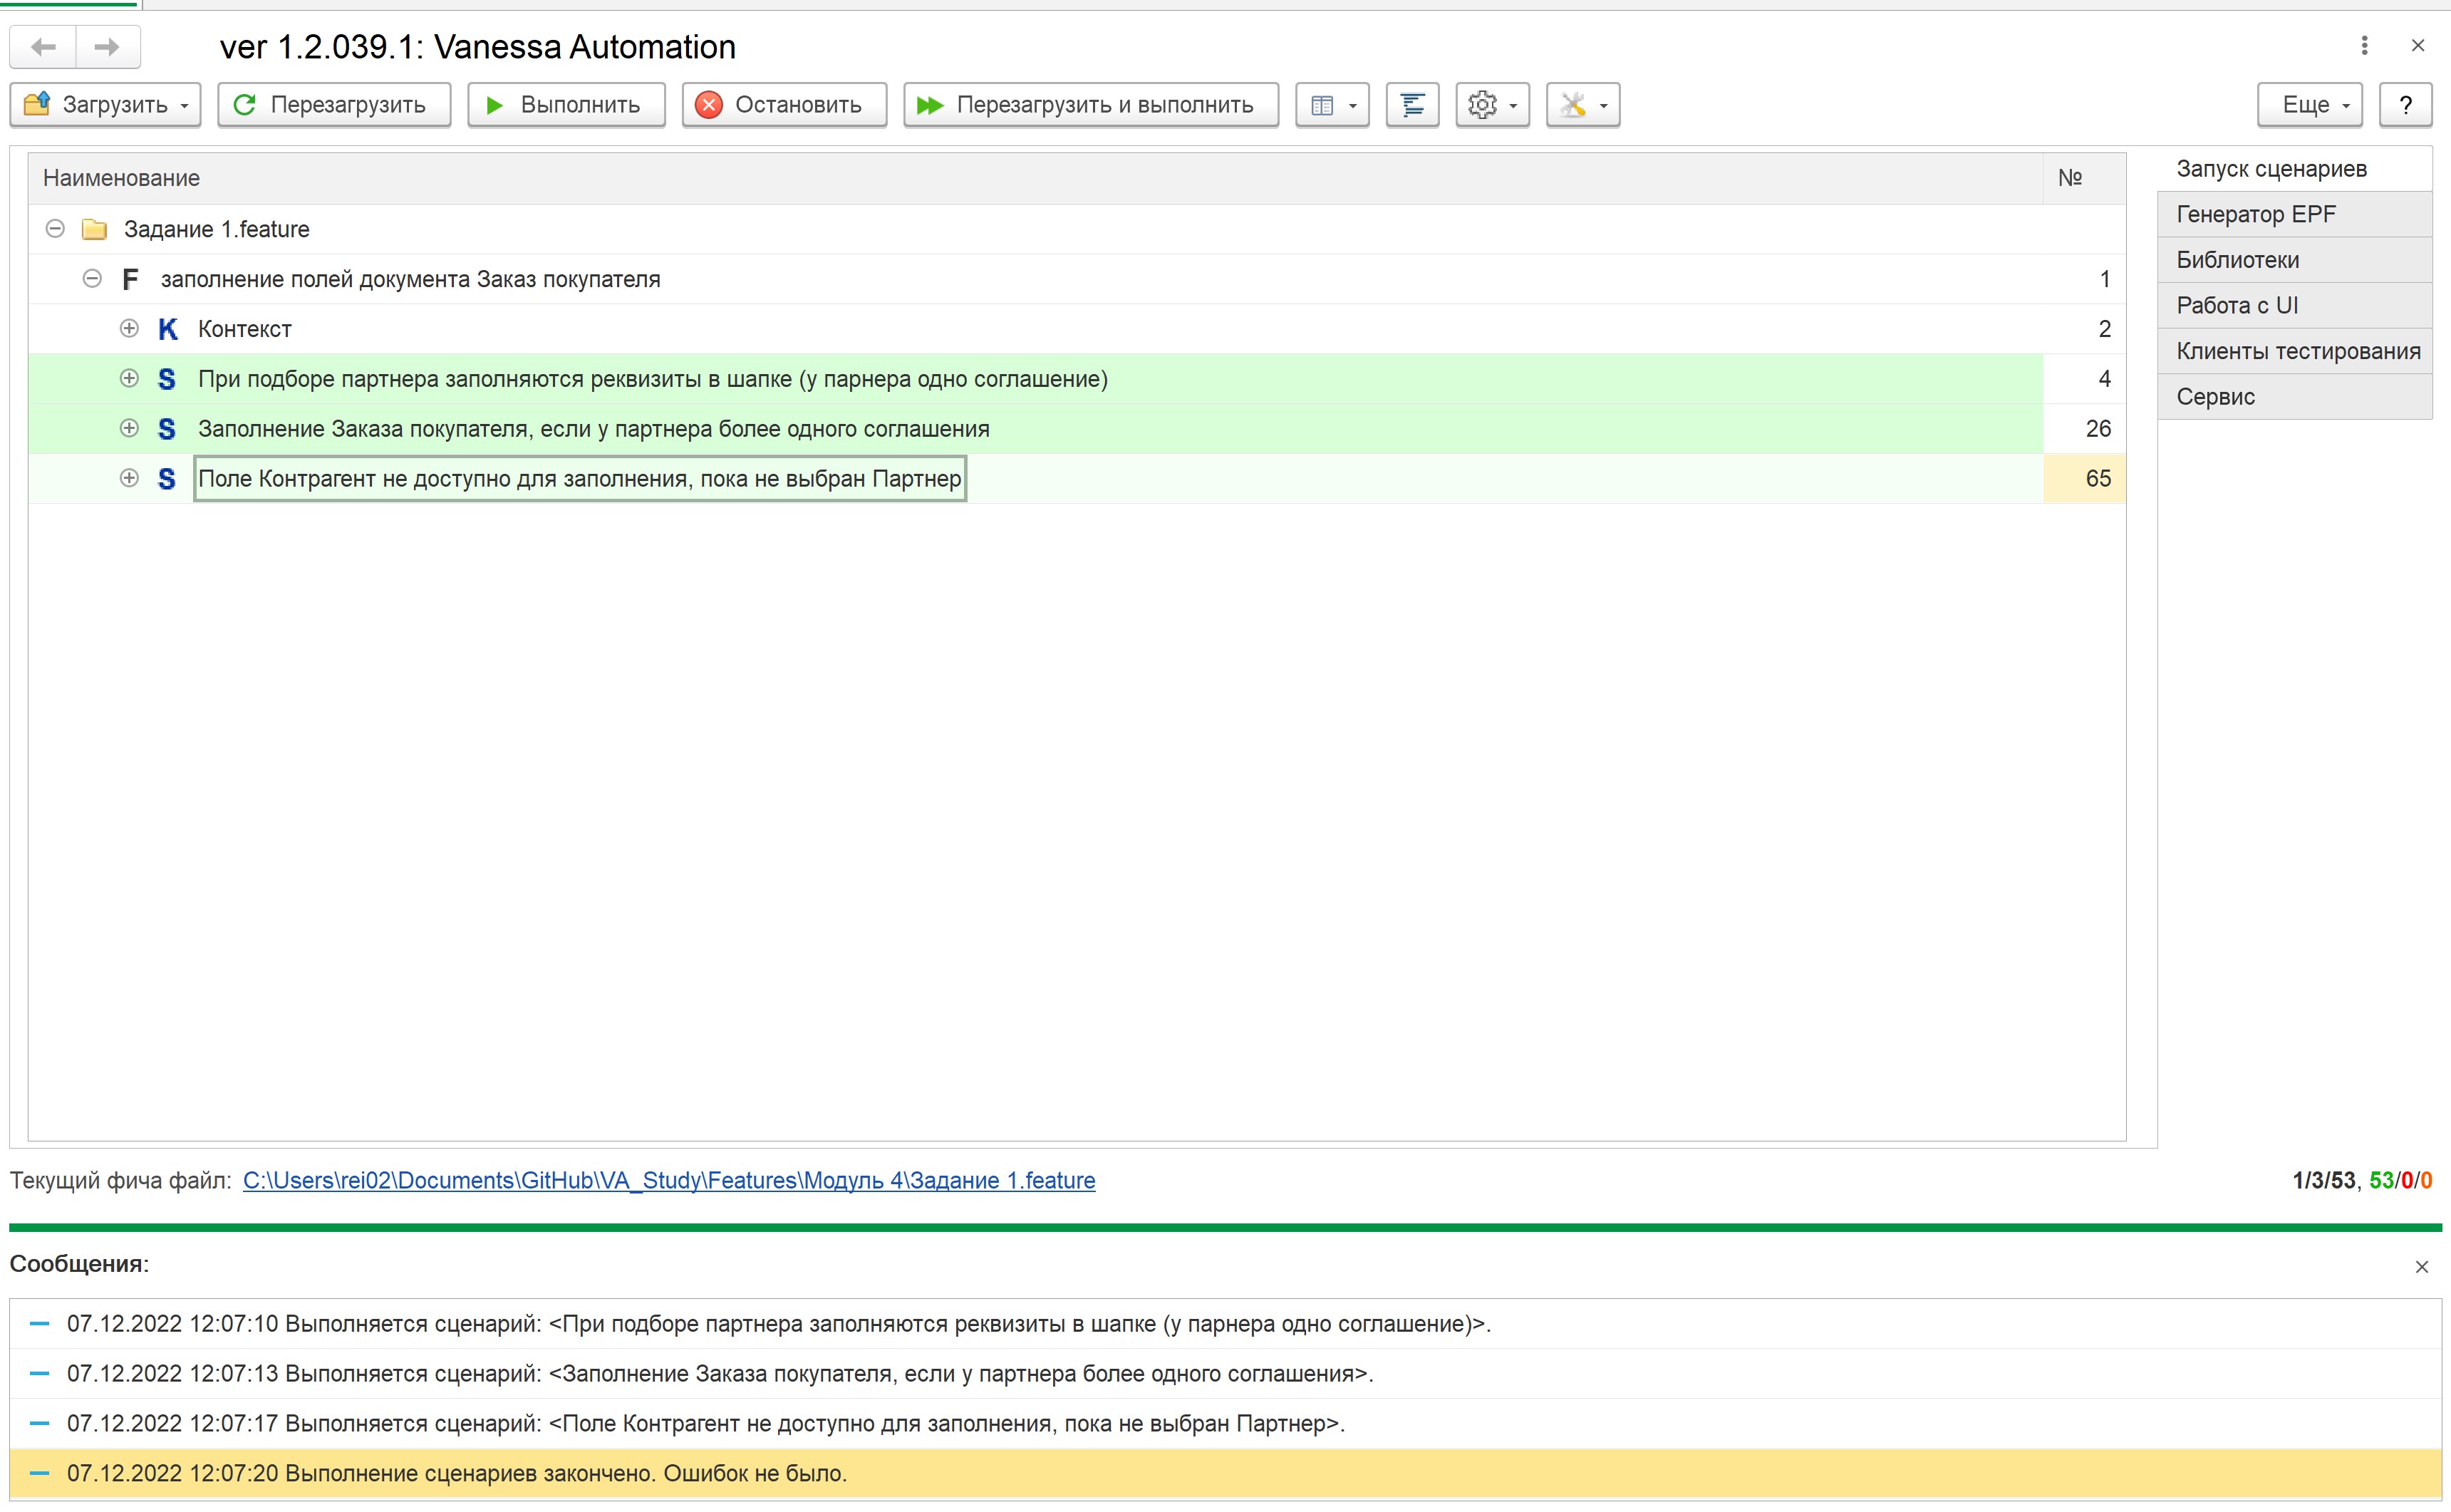 ver 1.2.039.1: Vanessa Automation
Загрузить
Перезагрузить
Выполнить
Остановить
Перезагрузить и выполнить
Еще
?
Наименование
№
Задание 1.feature
F заполнение полей документа Заказ покупателя 1
K Контекст 2
S При подборе партнера заполняются реквизиты в шапке (у парнера одно соглашение) 4
S Заполнение Заказа покупателя, если у партнера более одного соглашения 26
S Поле Контрагент не доступно для заполнения, пока не выбран Партнер 65
Запуск сценариев
Генератор EPF
Библиотеки
Работа с UI
Клиенты тестирования
Сервис
Текущий фича файл: C:\Users\rei02\Documents\GitHub\VA_Study\Features\Модуль 4\Задание 1.feature
1/3/53, 53/0/0
Сообщения:
07.12.2022 12:07:10 Выполняется сценарий: <При подборе партнера заполняются реквизиты в шапке (у парнера одно соглашение)>.
07.12.2022 12:07:13 Выполняется сценарий: <Заполнение Заказа покупателя, если у партнера более одного соглашения>.
07.12.2022 12:07:17 Выполняется сценарий: <Поле Контрагент не доступно для заполнения, пока не выбран Партнер>.
07.12.2022 12:07:20 Выполнение сценариев закончено. Ошибок не было.